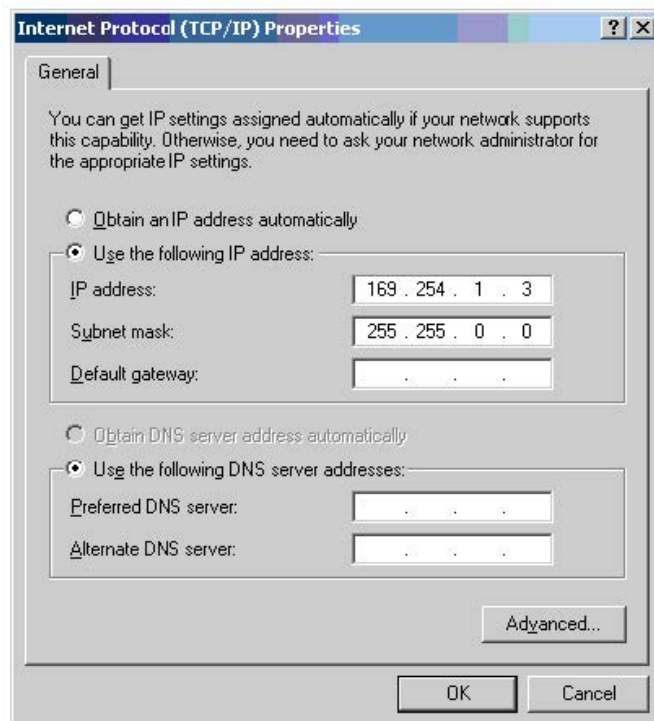 Internet Protocol (TCP/IP) Properties
General
You can get IP settings assigned automatically if your network supports
this capability. Otherwise, you need to ask your network administrator for
the appropriate IP settings.
Obtain an IP address automatically
Use the following IP address:
IP address: 169 . 254 . 1 . 3
Subnet mask: 255 . 255 . 0 . 0
Default gateway: . . .
Obtain DNS server address automatically
Use the following DNS server addresses:
Preferred DNS server: . . .
Alternate DNS server: . . .
Advanced...
OK Cancel